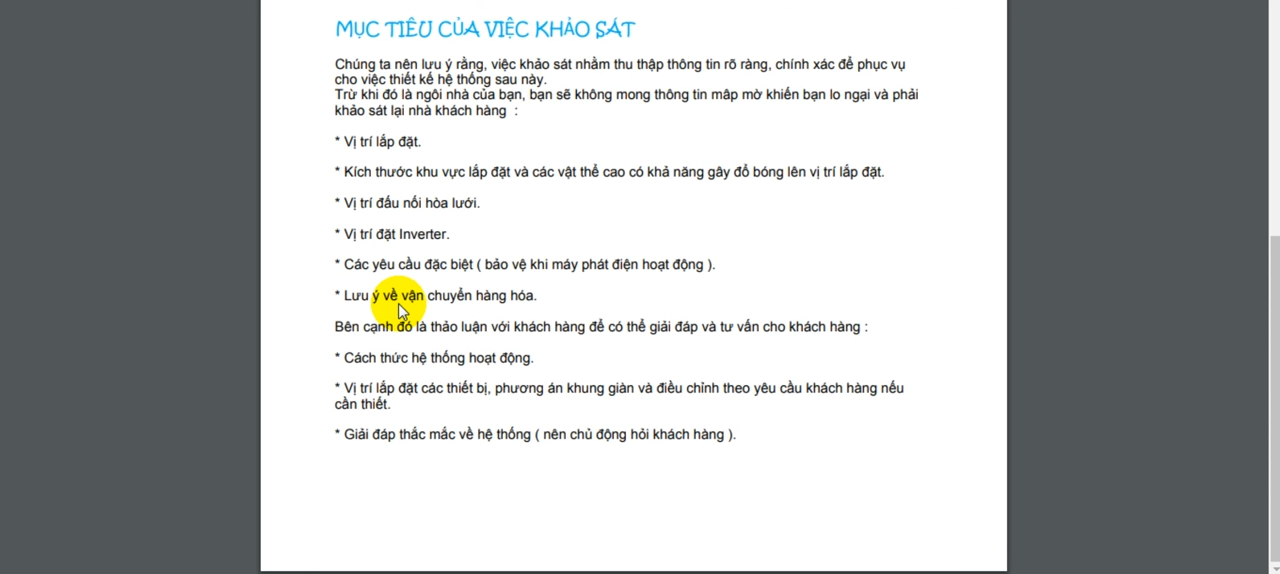 MỤC TIÊU CỦA VIỆC KHẢO SÁT
Chúng ta nên lưu ý rằng, việc khảo sát nhằm thu thập thông tin rõ ràng, chính xác để phục vụ
cho việc thiết kế hệ thống sau này.
Trừ khi đó là ngôi nhà của bạn, bạn sẽ không mong thông tin mâp mờ khiến bạn lo ngại và phải
khảo sát lại nhà khách hàng :
* Vị trí lắp đặt.
* Kích thước khu vực lắp đặt và các vật thể cao có khả năng gây đổ bóng lên vị trí lắp đặt.
* Vị trí đấu nối hòa lưới.
* Vị trí đặt Inverter.
* Các yêu cầu đặc biệt ( bảo vệ khi máy phát điện hoạt động ).
* Lưu ý về vận chuyển hàng hóa.
Bên cạnh đó là thảo luận với khách hàng để có thể giải đáp và tư vấn cho khách hàng :
* Cách thức hệ thống hoạt động.
* Vị trí lắp đặt các thiết bị, phương án khung giàn và điều chỉnh theo yêu cầu khách hàng nếu
cần thiết.
* Giải đáp thắc mắc về hệ thống ( nên chủ động hỏi khách hàng ).